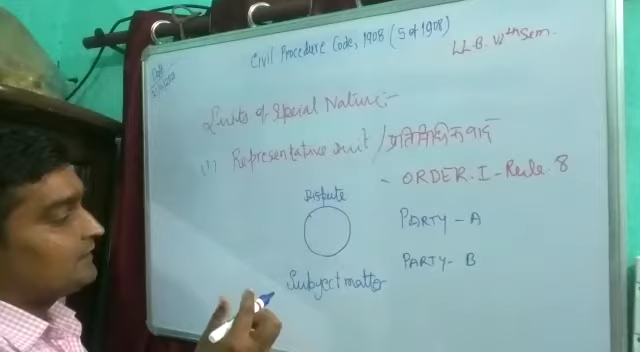 Civil Procedure Code, 1908 (5 of 1908)
LL.B. VIth Sem.
Suits of Special Nature:-
(1) Representative suit / प्रतिनिधिक वाद
- ORDER. I - Rule. 8
Dispute
PARTY - A
PARTY - B
Subject matter